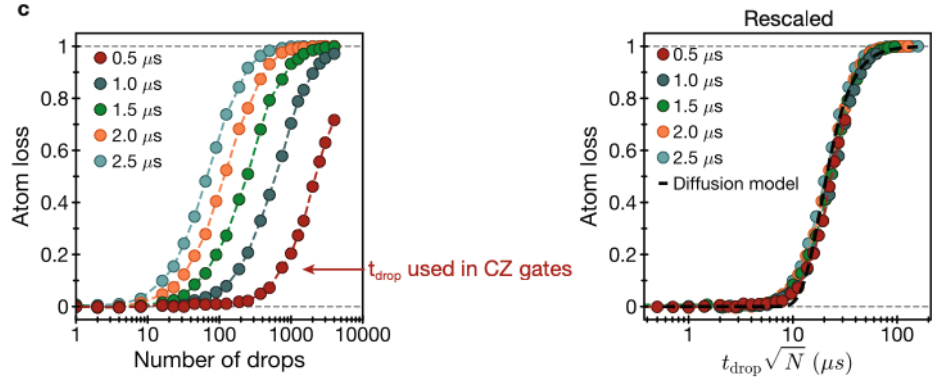 c
Atom loss
1
0.8
0.6
0.4
0.2
0
0.5 μs
1.0 μs
1.5 μs
2.0 μs
2.5 μs
t_drop used in CZ gates
1 10 100 1000 10000
Number of drops
Rescaled
Atom loss
1
0.8
0.6
0.4
0.2
0
0.5 μs
1.0 μs
1.5 μs
2.0 μs
2.5 μs
Diffusion model
1 10 100
t_drop √N (μs)